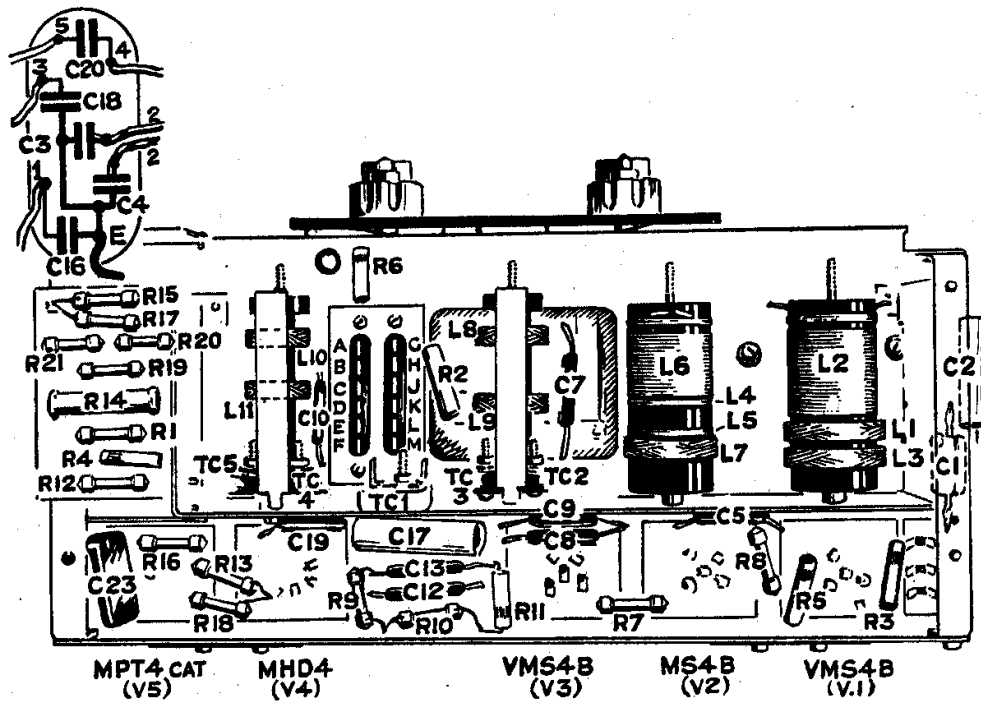 5
4
C20
3
C18
2
C3
2
1
C4
E
C16
R6
R15
R17
R21
R20
R19
R14
R1
R4
R12
L10
L11
C10
TC5
TC
4
A
B
C
D
E
F
G
H
J
K
L
M
TC1
R2
L8
L9
C7
TC
3
TC2
L6
L4
L5
L7
L2
L1
L3
C2
C1
C19
C17
C9
C8
C5
C23
R16
R13
R18
R9
C13
C12
R10
R11
R7
R8
R5
R3
MPT4 CAT
(V5)
MHD4
(V4)
VMS4B
(V3)
MS4B
(V2)
VMS4B
(V.1)